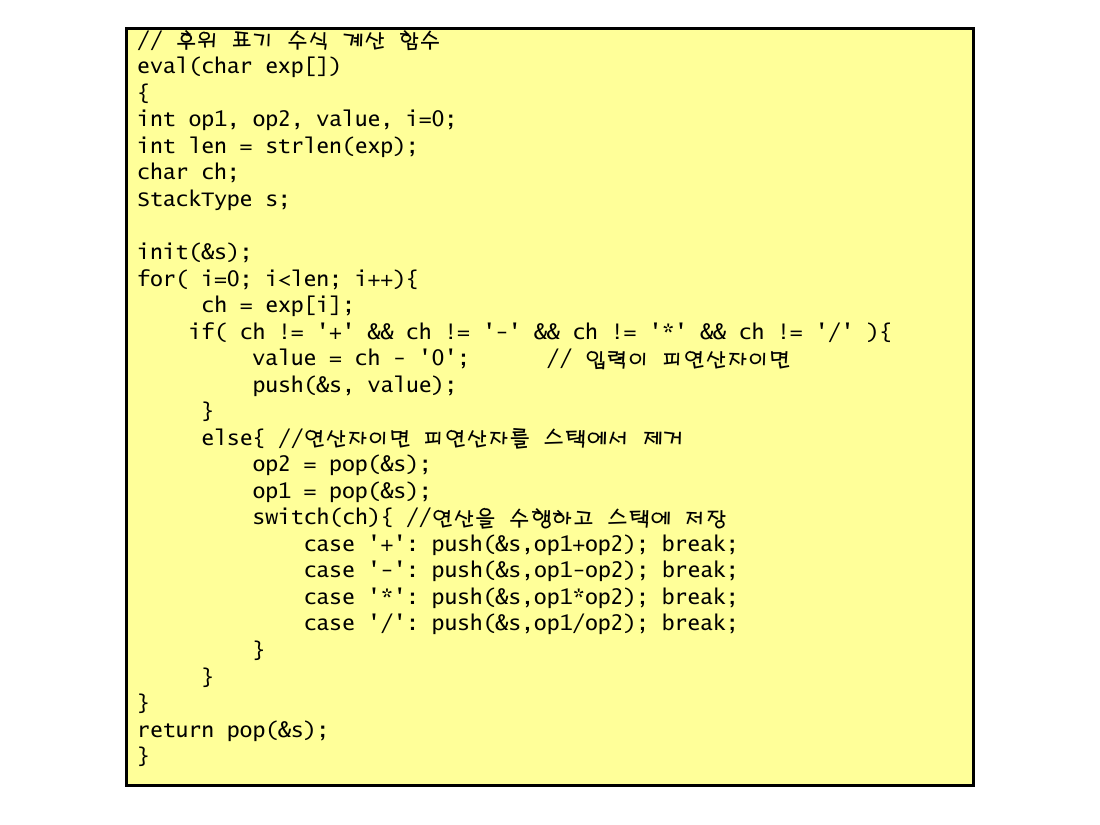 // 후위 표기 수식 계산 함수
eval(char exp[])
{
int op1, op2, value, i=0;
int len = strlen(exp);
char ch;
StackType s;

init(&s);
for( i=0; i<len; i++){
     ch = exp[i];
    if( ch != '+' && ch != '-' && ch != '*' && ch != '/' ){
         value = ch - '0';      // 입력이 피연산자이면
         push(&s, value);
     }
     else{ //연산자이면 피연산자를 스택에서 제거
         op2 = pop(&s);
         op1 = pop(&s);
         switch(ch){ //연산을 수행하고 스택에 저장
             case '+': push(&s,op1+op2); break;
             case '-': push(&s,op1-op2); break;
             case '*': push(&s,op1*op2); break;
             case '/': push(&s,op1/op2); break;
         }
     }
}
return pop(&s);
}